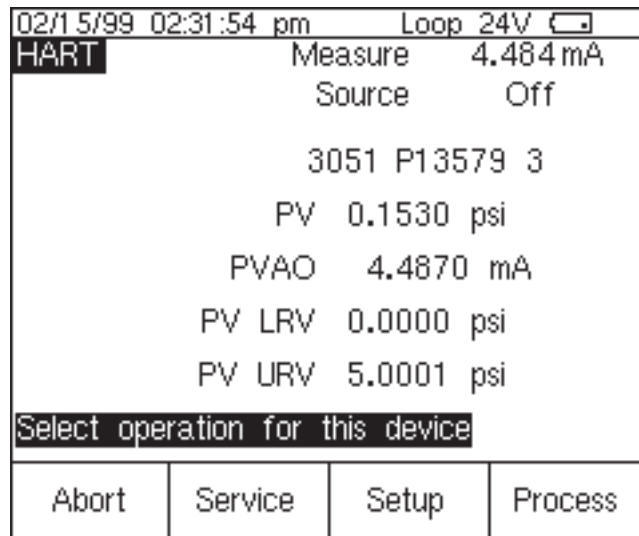 02/15/99 02:31:54 pm Loop 24V
HART Measure 4.484 mA
Source Off
3051 P13579 3
PV 0.1530 psi
PVAO 4.4870 mA
PV LRV 0.0000 psi
PV URV 5.0001 psi
Select operation for this device
Abort Service Setup Process